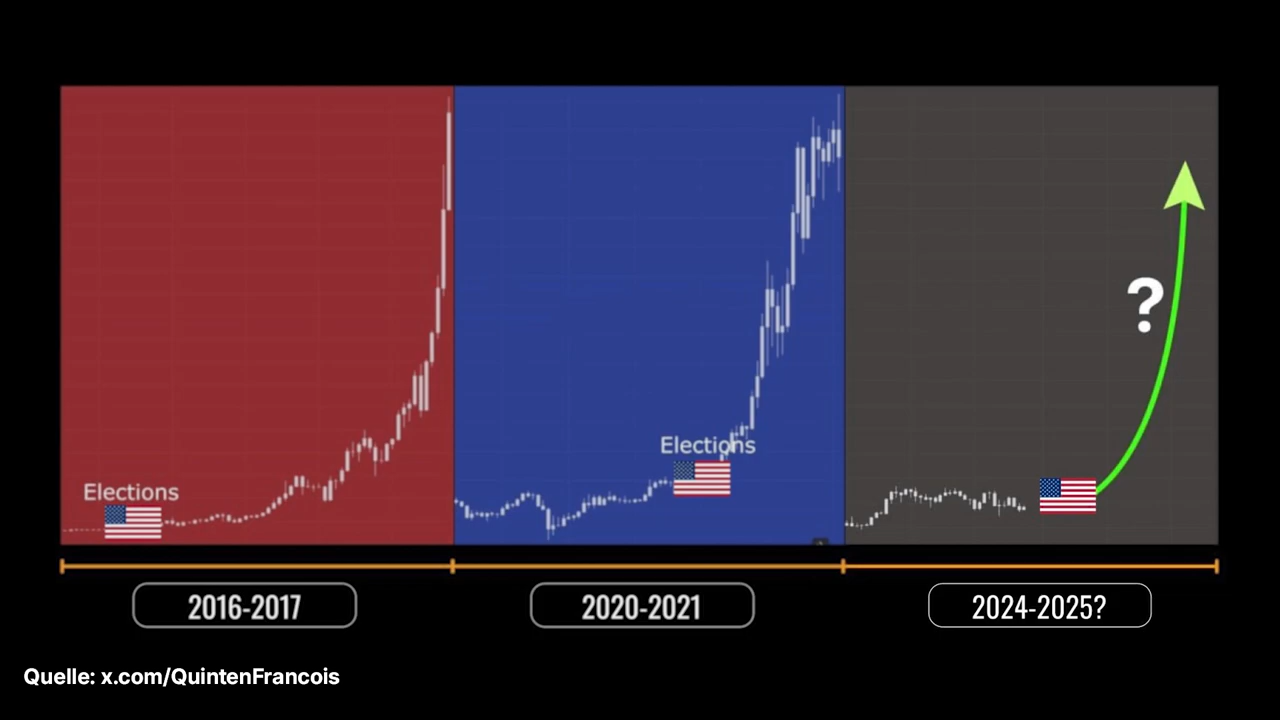 Elections
Elections
?
2016-2017
2020-2021
2024-2025?
Quelle: x.com/QuintenFrancois